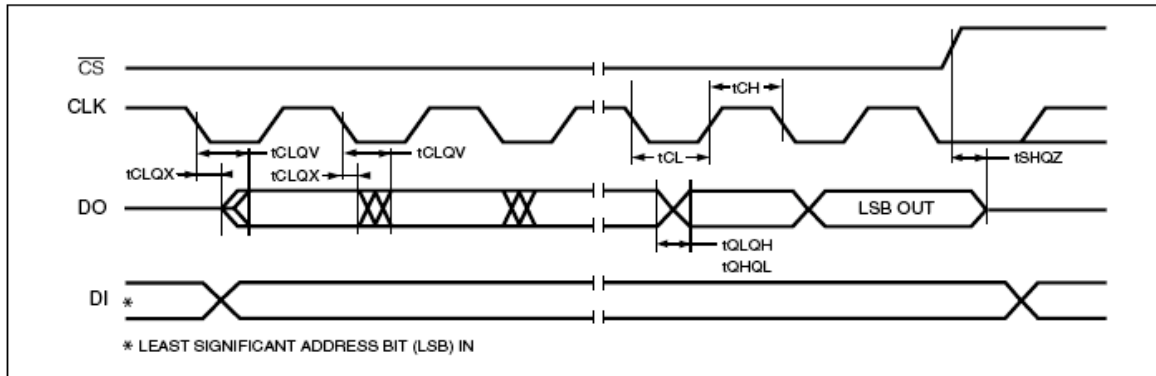 CS
tCH
CLK
tCLQV
tCLQV
tCL
tSHQZ
tCLQX
tCLQX
DO
LSB OUT
tQLQH
tQHQL
DI
*
* LEAST SIGNIFICANT ADDRESS BIT (LSB) IN